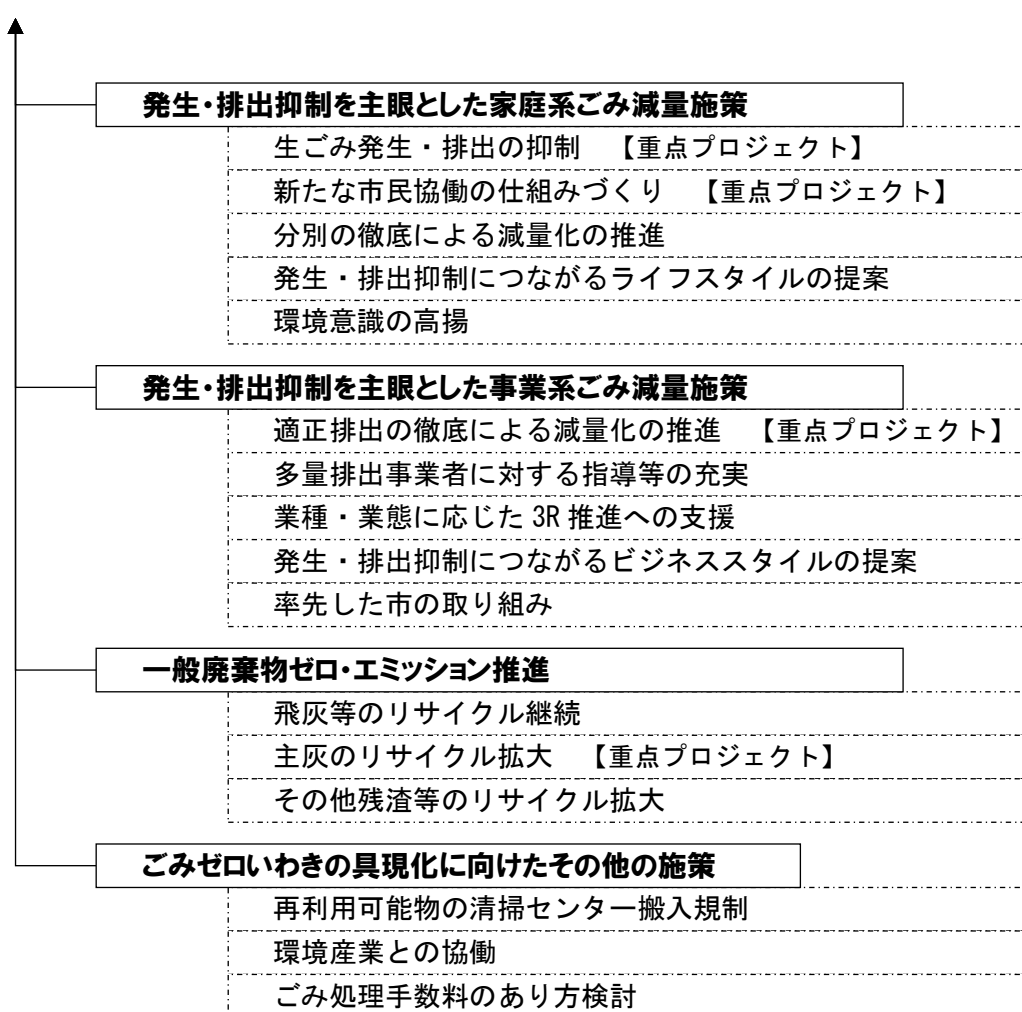 発生・排出抑制を主眼とした家庭系ごみ減量施策
生ごみ発生・排出の抑制　【重点プロジェクト】
新たな市民協働の仕組みづくり　【重点プロジェクト】
分別の徹底による減量化の推進
発生・排出抑制につながるライフスタイルの提案
環境意識の高揚
発生・排出抑制を主眼とした事業系ごみ減量施策
適正排出の徹底による減量化の推進　【重点プロジェクト】
多量排出事業者に対する指導等の充実
業種・業態に応じた 3R 推進への支援
発生・排出抑制につながるビジネススタイルの提案
率先した市の取り組み
一般廃棄物ゼロ・エミッション推進
飛灰等のリサイクル継続
主灰のリサイクル拡大　【重点プロジェクト】
その他残渣等のリサイクル拡大
ごみゼロいわきの具現化に向けたその他の施策
再利用可能物の清掃センター搬入規制
環境産業との協働
ごみ処理手数料のあり方検討